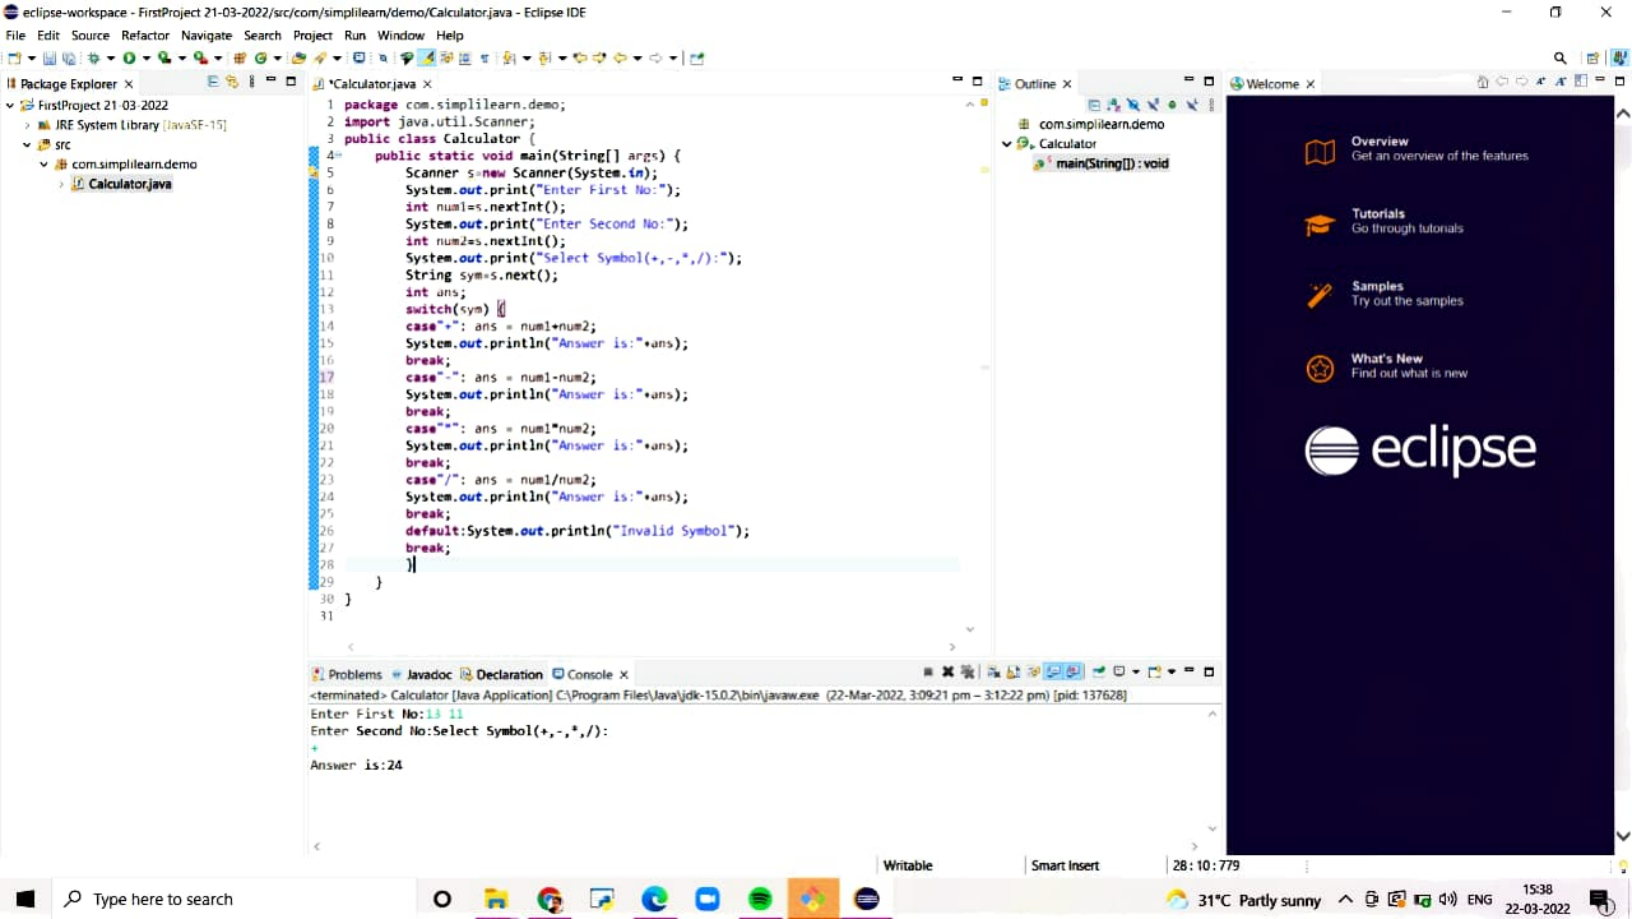 eclipse-workspace - FirstProject 21-03-2022/src/com/simplilearn/demo/Calculator.java - Eclipse IDE
File Edit Source Refactor Navigate Search Project Run Window Help
Package Explorer
FirstProject 21-03-2022
JRE System Library [JavaSE-15]
src
com.simplilearn.demo
Calculator.java
*Calculator.java
1 package com.simplilearn.demo;
2 import java.util.Scanner;
3 public class Calculator {
4 public static void main(String[] args) {
5 Scanner s=new Scanner(System.in);
6 System.out.print("Enter First No:");
7 int num1=s.nextInt();
8 System.out.print("Enter Second No:");
9 int num2=s.nextInt();
10 System.out.print("Select Symbol(+,-,*,/):");
11 String sym=s.next();
12 int ans;
13 switch(sym) {
14 case"+": ans = num1+num2;
15 System.out.println("Answer is:"+ans);
16 break;
17 case"-": ans = num1-num2;
18 System.out.println("Answer is:"+ans);
19 break;
20 case"*": ans = num1*num2;
21 System.out.println("Answer is:"+ans);
22 break;
23 case"/": ans = num1/num2;
24 System.out.println("Answer is:"+ans);
25 break;
26 default:System.out.println("Invalid Symbol");
27 break;
28 }
29 }
30 }
31
Outline
com.simplilearn.demo
Calculator
main(String[]) : void
Welcome
Overview
Get an overview of the features
Tutorials
Go through tutorials
Samples
Try out the samples
What's New
Find out what is new
eclipse
Problems Javadoc Declaration Console
<terminated> Calculator [Java Application] C:\Program Files\Java\jdk-15.0.2\bin\javaw.exe (22-Mar-2022, 3:09:21 pm – 3:12:22 pm) [pid: 137628]
Enter First No:13 11
Enter Second No:Select Symbol(+,-,*,/):
+
Answer is:24
Writable Smart Insert 28:10:779
Type here to search
31°C Partly sunny
ENG
15:38
22-03-2022
1